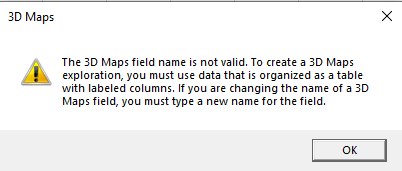 3D Maps
The 3D Maps field name is not valid. To create a 3D Maps
exploration, you must use data that is organized as a table
with labeled columns. If you are changing the name of a 3D
Maps field, you must type a new name for the field.
OK